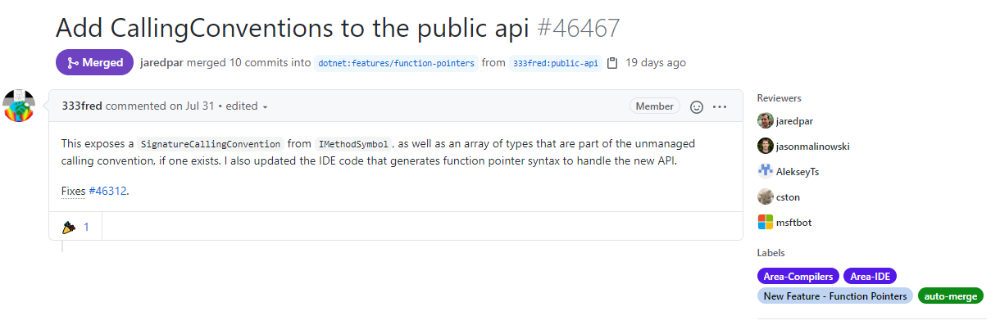 Add CallingConventions to the public api #46467
Merged jaredpar merged 10 commits into dotnet:features/function-pointers from 333fred:public-api 19 days ago
333fred commented on Jul 31 • edited Member
This exposes a SignatureCallingConvention from IMethodSymbol, as well as an array of types that are part of the unmanaged
calling convention, if one exists. I also updated the IDE code that generates function pointer syntax to handle the new API.
Fixes #46312.
1
Reviewers
jaredpar
jasonmalinowski
AlekseyTs
cston
msftbot
Labels
Area-Compilers Area-IDE
New Feature - Function Pointers auto-merge